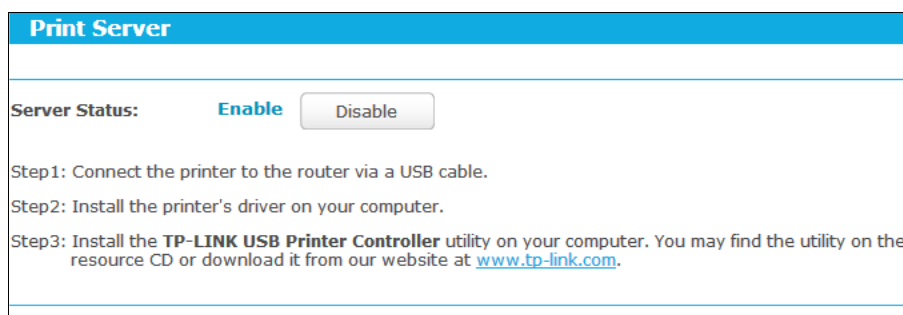 Print Server
Server Status: Enable Disable
Step1: Connect the printer to the router via a USB cable.
Step2: Install the printer's driver on your computer.
Step3: Install the TP-LINK USB Printer Controller utility on your computer. You may find the utility on the
resource CD or download it from our website at www.tp-link.com.